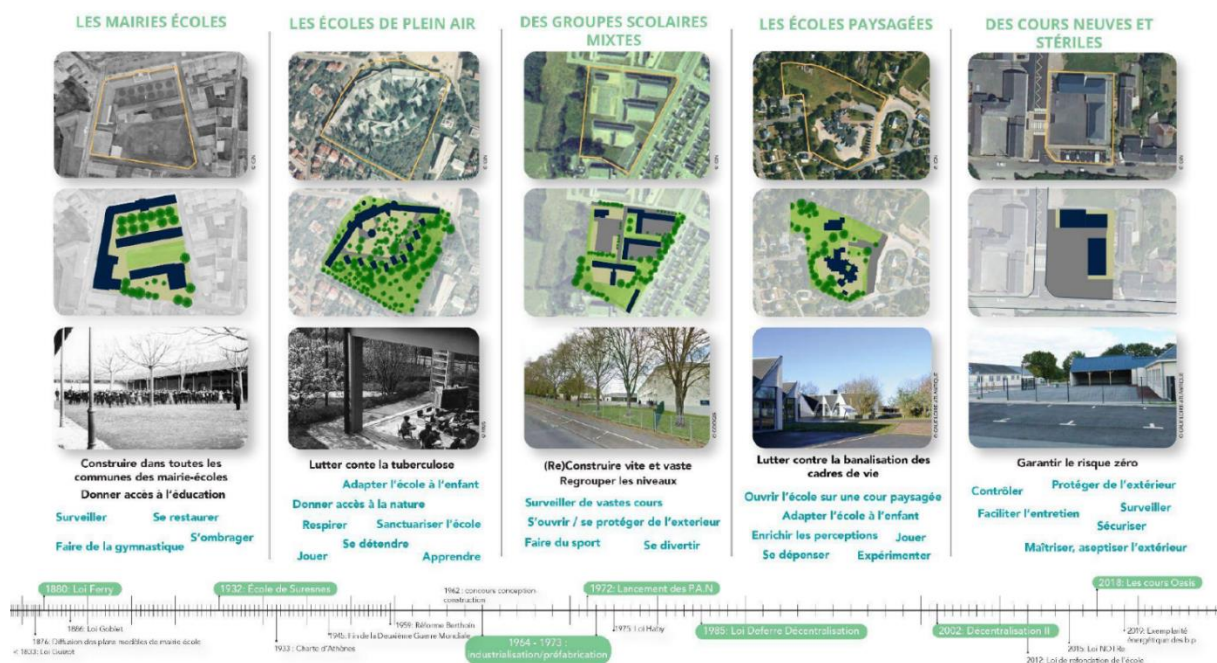 LES MAIRIES ÉCOLES
LES ÉCOLES DE PLEIN AIR
DES GROUPES SCOLAIRES
MIXTES
LES ÉCOLES PAYSAGÉES
DES COURS NEUVES ET
STÉRILES
Construire dans toutes les
communes des mairie-écoles
Donner accès à l'éducation
Surveiller
Se restaurer
S'ombrager
Faire de la gymnastique
Lutter conte la tuberculose
Adapter l'école à l'enfant
Donner accès à la nature
Respirer
Sanctuariser l'école
Se détendre
Jouer
Apprendre
(Re)Construire vite et vaste
Regrouper les niveaux
Surveiller de vastes cours
S'ouvrir / se protéger de l'exterieur
Faire du sport
Se divertir
Lutter contre la banalisation des
cadres de vie
Ouvrir l'école sur une cour paysagée
Adapter l'école à l'enfant
Enrichir les perceptions
Jouer
Se dépenser
Expérimenter
Garantir le risque zéro
Contrôler
Protéger de l'extérieur
Faciliter l'entretien
Surveiller
Sécuriser
Maîtriser, aseptiser l'extérieur
1880: Loi Ferry
1932: École de Suresnes
1962: concours conception
construction
1972: Lancement des P.A.N
2018: Les cours Oasis
1886: Loi Goblet
1876: Diffusion des plans modèles de mairie école
< 1833: Loi Guizot
1933 : Charte d'Athènes
1945: Fin de la Deuxième Guerre Mondiale
1959: Réforme Berthoin
1964 - 1973 :
industrialisation/préfabrication
1975: Loi Haby
1985: Loi Deferre Décentralisation
2002: Décentralisation II
2012: Loi de refondation de l'école
2015: Loi NOTRe
2019: Exemplarité
énergétique des b.p